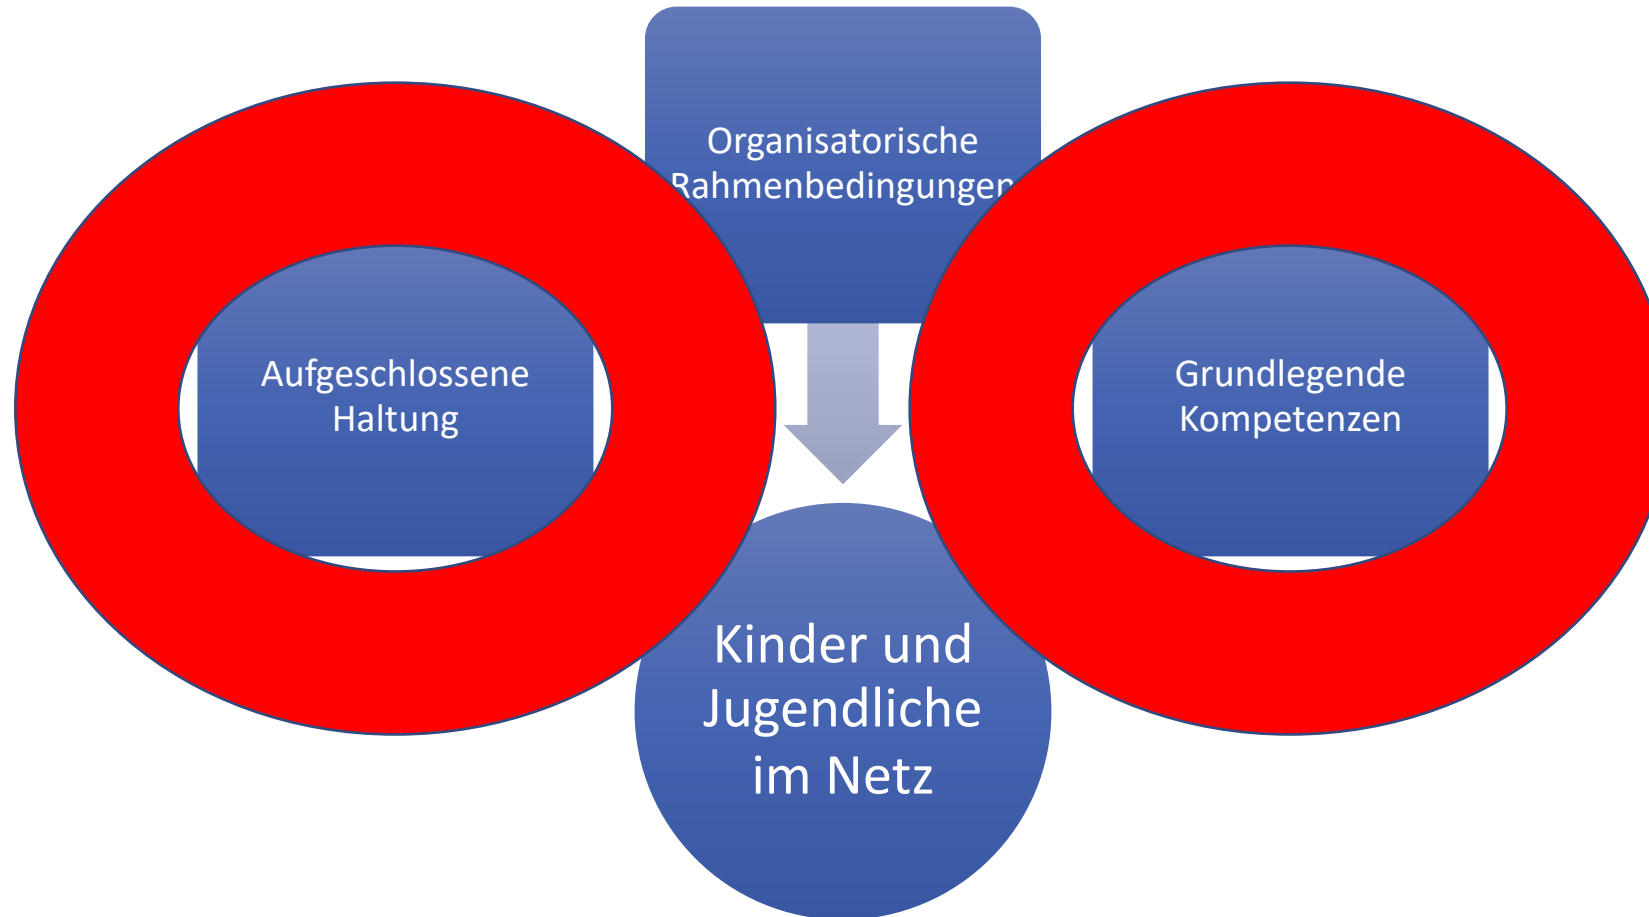 Organisatorische
Rahmenbedingungen
Aufgeschlossene
Haltung
Grundlegende
Kompetenzen
Kinder und
Jugendliche
im Netz